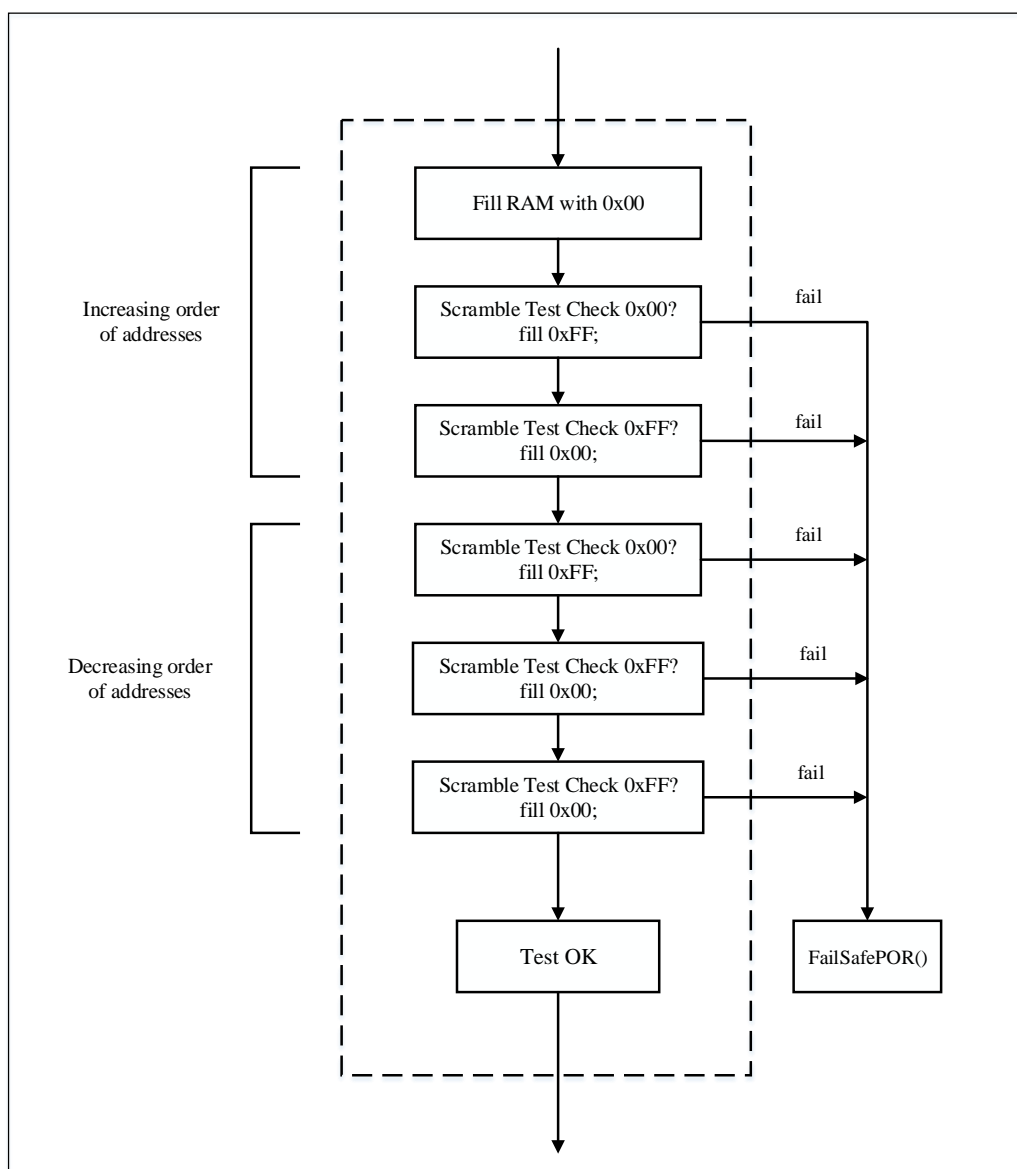 Fill RAM with 0x00
Increasing order
of addresses
Scramble Test Check 0x00?
fill 0xFF;
fail
Scramble Test Check 0xFF?
fill 0x00;
fail
Decreasing order
of addresses
Scramble Test Check 0x00?
fill 0xFF;
fail
Scramble Test Check 0xFF?
fill 0x00;
fail
Scramble Test Check 0xFF?
fill 0x00;
fail
Test OK
FailSafePOR()